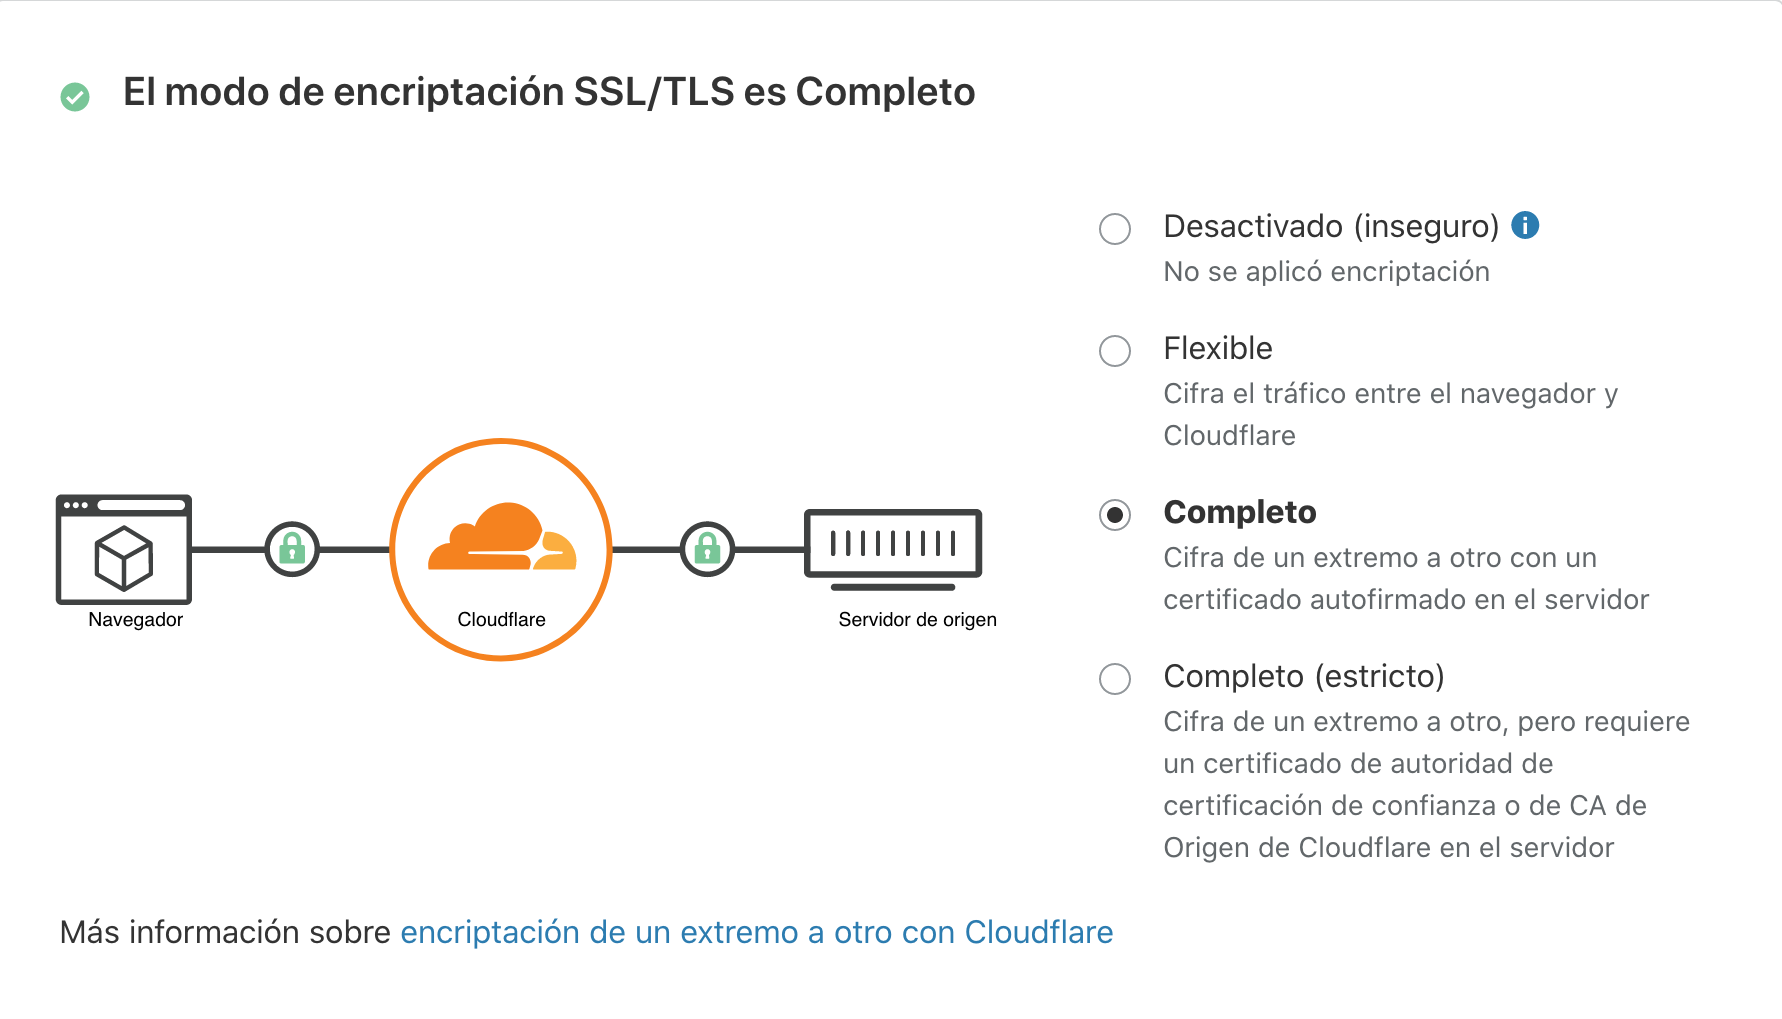 El modo de encriptación SSL/TLS es Completo
Navegador
Cloudflare
Servidor de origen
Desactivado (inseguro)
No se aplicó encriptación
Flexible
Cifra el tráfico entre el navegador y
Cloudflare
Completo
Cifra de un extremo a otro con un
certificado autofirmado en el servidor
Completo (estricto)
Cifra de un extremo a otro, pero requiere
un certificado de autoridad de
certificación de confianza o de CA de
Origen de Cloudflare en el servidor
Más información sobre encriptación de un extremo a otro con Cloudflare